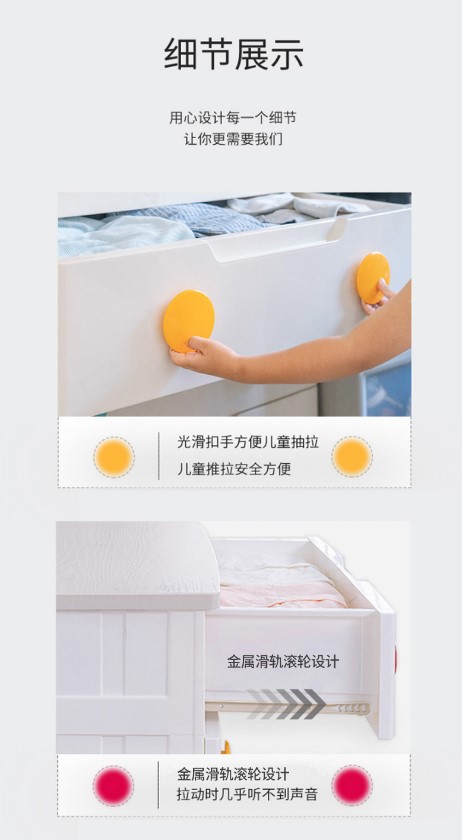 细节展示
用心设计每一个细节
让你更需要我们
光滑扣手方便儿童抽拉
儿童推拉安全方便
金属滑轨滚轮设计
金属滑轨滚轮设计
拉动时几乎听不到声音